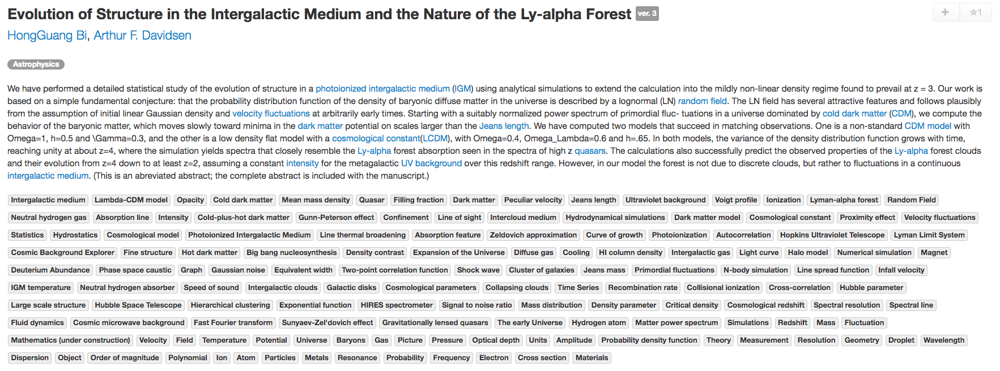 Evolution of Structure in the Intergalactic Medium and the Nature of the Ly-alpha Forest ver. 3
1
HongGuang Bi, Arthur F. Davidsen
Astrophysics
We have performed a detailed statistical study of the evolution of structure in a photoionized intergalactic medium (IGM) using analytical simulations to extend the calculation into the mildly non-linear density regime found to prevail at z = 3. Our work is
based on a simple fundamental conjecture: that the probability distribution function of the density of baryonic diffuse matter in the universe is described by a lognormal (LN) random field. The LN field has several attractive features and follows plausibly
from the assumption of initial linear Gaussian density and velocity fluctuations at arbitrarily early times. Starting with a suitably normalized power spectrum of primordial fluc- tuations in a universe dominated by cold dark matter (CDM), we compute the
behavior of the baryonic matter, which moves slowly toward minima in the dark matter potential on scales larger than the Jeans length. We have computed two models that succeed in matching observations. One is a non-standard CDM model with
Omega=1, h=0.5 and \Gamma=0.3, and the other is a low density flat model with a cosmological constant(LCDM), with Omega=0.4, Omega_Lambda=0.6 and h=.65. In both models, the variance of the density distribution function grows with time,
reaching unity at about z=4, where the simulation yields spectra that closely resemble the Ly-alpha forest absorption seen in the spectra of high z quasars. The calculations also successfully predict the observed properties of the Ly-alpha forest clouds
and their evolution from z=4 down to at least z=2, assuming a constant intensity for the metagalactic UV background over this redshift range. However, in our model the forest is not due to discrete clouds, but rather to fluctuations in a continuous
intergalactic medium. (This is an abreviated abstract; the complete abstract is included with the manuscript.)
Intergalactic medium Lambda-CDM model Opacity Cold dark matter Mean mass density Quasar Filling fraction Dark matter Peculiar velocity Jeans length Ultraviolet background Voigt profile Ionization Lyman-alpha forest Random Field
Neutral hydrogen gas Absorption line Intensity Cold-plus-hot dark matter Gunn-Peterson effect Confinement Line of sight Intercloud medium Hydrodynamical simulations Dark matter model Cosmological constant Proximity effect Velocity fluctuations
Statistics Hydrostatics Cosmological model Photoionized Intergalactic Medium Line thermal broadening Absorption feature Zeldovich approximation Curve of growth Photoionization Autocorrelation Hopkins Ultraviolet Telescope Lyman Limit System
Cosmic Background Explorer Fine structure Hot dark matter Big bang nucleosynthesis Density contrast Expansion of the Universe Diffuse gas Cooling HI column density Intergalactic gas Light curve Halo model Numerical simulation Magnet
Deuterium Abundance Phase space caustic Graph Gaussian noise Equivalent width Two-point correlation function Shock wave Cluster of galaxies Jeans mass Primordial fluctuations N-body simulation Line spread function Infall velocity
IGM temperature Neutral hydrogen absorber Speed of sound Intergalactic clouds Galactic disks Cosmological parameters Collapsing clouds Time Series Recombination rate Collisional ionization Cross-correlation Hubble parameter
Large scale structure Hubble Space Telescope Hierarchical clustering Exponential function HIRES spectrometer Signal to noise ratio Mass distribution Density parameter Critical density Cosmological redshift Spectral resolution Spectral line
Fluid dynamics Cosmic microwave background Fast Fourier transform Sunyaev-Zel'dovich effect Gravitationally lensed quasars The early Universe Hydrogen atom Matter power spectrum Simulations Redshift Mass Fluctuation
Mathematics (under construction) Velocity Field Temperature Potential Universe Baryons Gas Picture Pressure Optical depth Units Amplitude Probability density function Theory Measurement Resolution Geometry Droplet Wavelength
Dispersion Object Order of magnitude Polynomial Ion Atom Particles Metals Resonance Probability Frequency Electron Cross section Materials